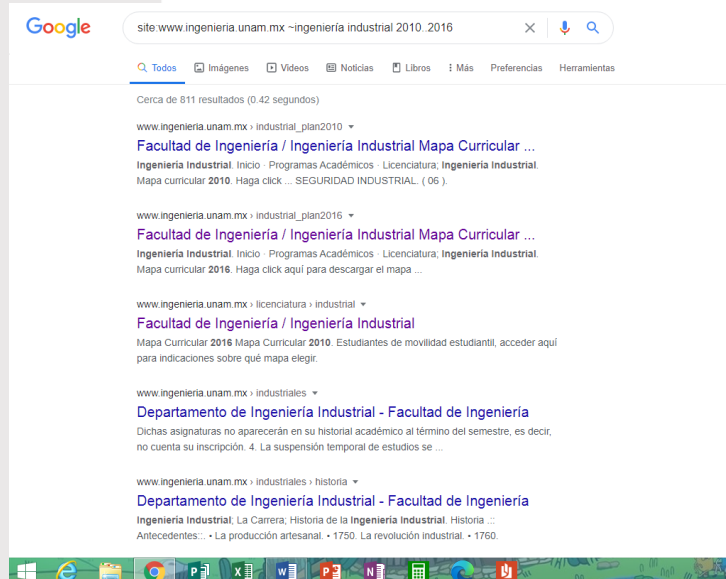 Google
site:www.ingenieria.unam.mx ~ingeniería industrial 2010..2016
Todos Imágenes Videos Noticias Libros Más Preferencias Herramientas
Cerca de 811 resultados (0.42 segundos)
www.ingenieria.unam.mx › industrial_plan2010
Facultad de Ingeniería / Ingeniería Industrial Mapa Curricular ...
Ingeniería Industrial. Inicio · Programas Académicos · Licenciatura; Ingeniería Industrial.
Mapa curricular 2010. Haga click ... SEGURIDAD INDUSTRIAL. ( 06 ).
www.ingenieria.unam.mx › industrial_plan2016
Facultad de Ingeniería / Ingeniería Industrial Mapa Curricular ...
Ingeniería Industrial. Inicio · Programas Académicos · Licenciatura; Ingeniería Industrial.
Mapa curricular 2016. Haga click aquí para descargar el mapa ...
www.ingenieria.unam.mx › licenciatura › industrial
Facultad de Ingeniería / Ingeniería Industrial
Mapa Curricular 2016 Mapa Curricular 2010. Estudiantes de movilidad estudiantil, acceder aquí
para indicaciones sobre qué mapa elegir.
www.ingenieria.unam.mx › industriales
Departamento de Ingeniería Industrial - Facultad de Ingeniería
Dichas asignaturas no aparecerán en su historial académico al término del semestre, es decir,
no cuenta su inscripción. 4. La suspensión temporal de estudios se ...
www.ingenieria.unam.mx › industriales › historia
Departamento de Ingeniería Industrial - Facultad de Ingeniería
Ingeniería Industrial; La Carrera; Historia de la Ingeniería Industrial. Historia .::
Antecedentes::. • La producción artesanal. • 1750. La revolución industrial. • 1760.